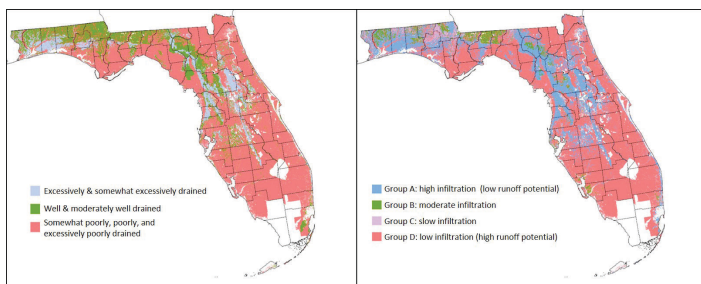 Excessively & somewhat excessively drained
Well & moderately well drained
Somewhat poorly, poorly, and
excessively poorly drained
Group A: high infiltration (low runoff potential)
Group B: moderate infiltration
Group C: slow infiltration
Group D: low infiltration (high runoff potential)